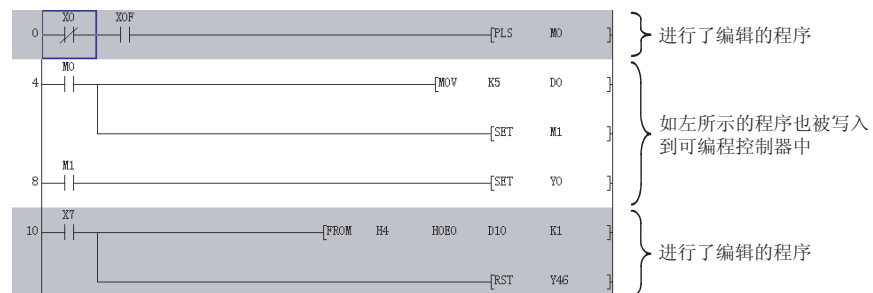 X0 X0F
0 [PLS M0 ] 进行了编辑的程序
M0
4 [MOV K5 D0 ]
[SET M1 ]
如左所示的程序也被写入
到可编程控制器中
M1
8 [SET Y0 ]
X7
10 [FROM H4 H0E0 D10 K1 ]
进行了编辑的程序
[RST Y46 ]